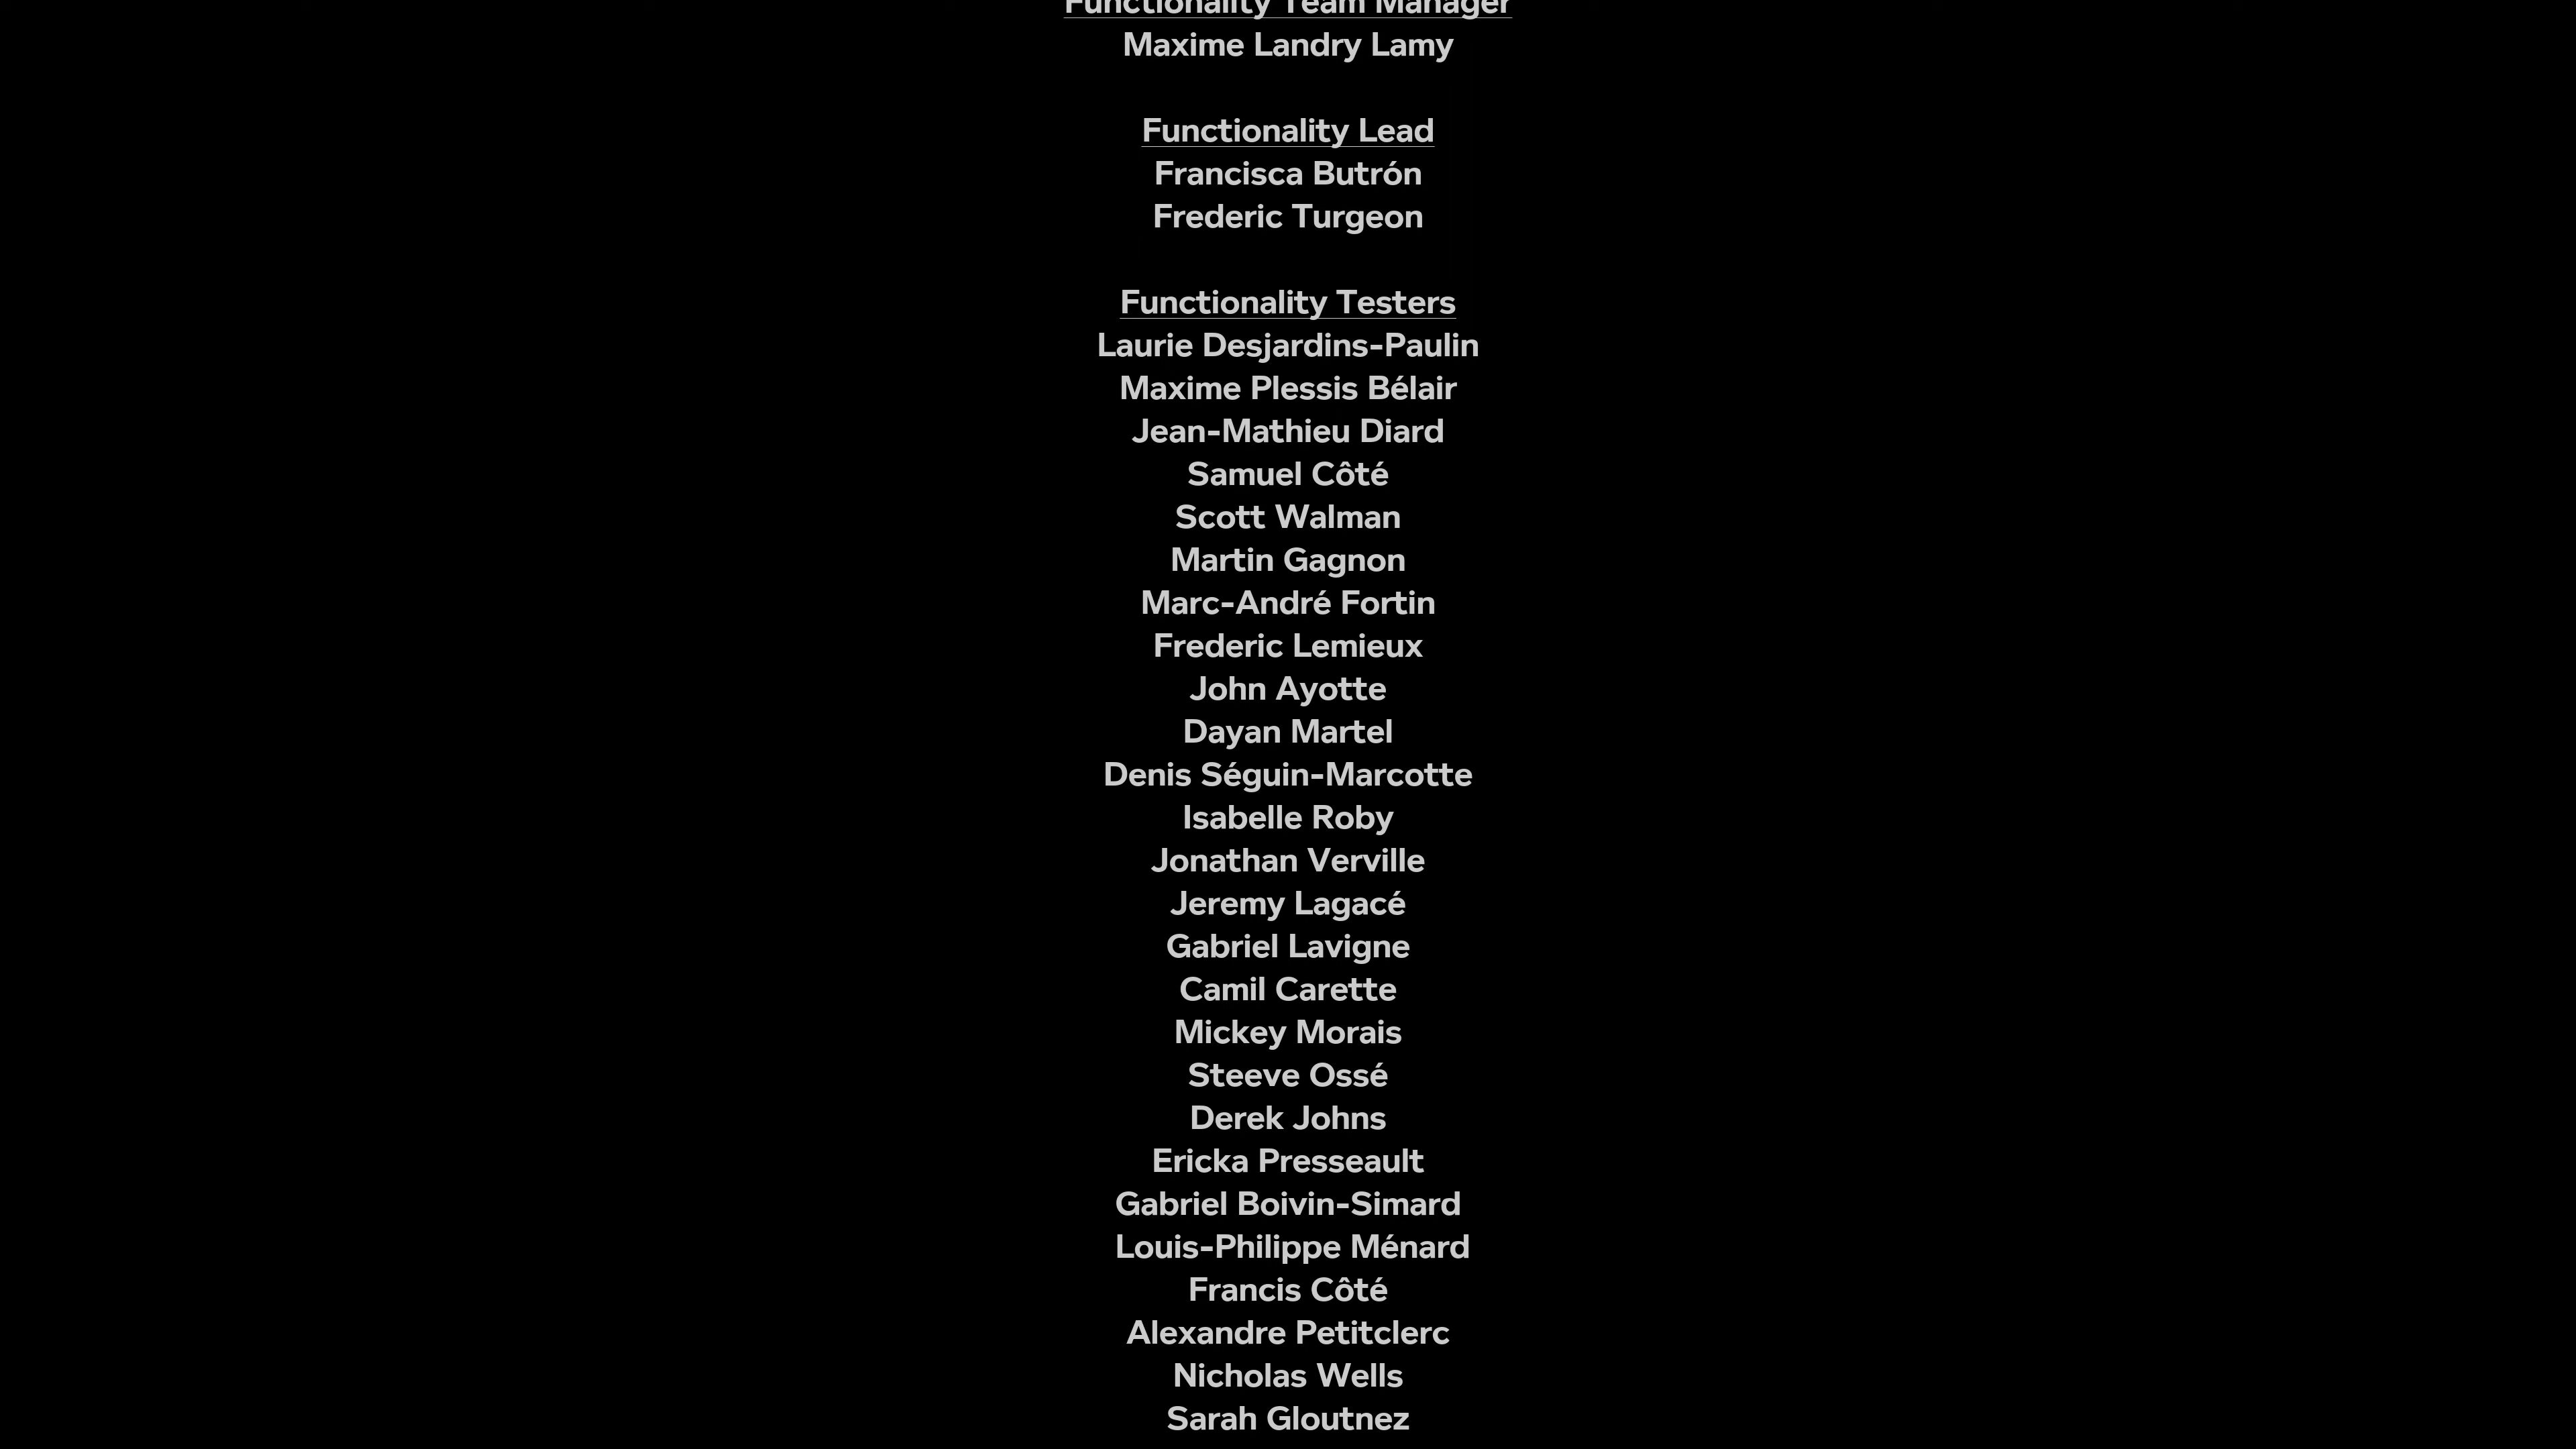 Functionality Team Manager
Maxime Landry Lamy
Functionality Lead
Francisca Butrón
Frederic Turgeon
Functionality Testers
Laurie Desjardins-Paulin
Maxime Plessis Bélair
Jean-Mathieu Diard
Samuel Côté
Scott Walman
Martin Gagnon
Marc-André Fortin
Frederic Lemieux
John Ayotte
Dayan Martel
Denis Séguin-Marcotte
Isabelle Roby
Jonathan Verville
Jeremy Lagacé
Gabriel Lavigne
Camil Carette
Mickey Morais
Steeve Ossé
Derek Johns
Ericka Presseault
Gabriel Boivin-Simard
Louis-Philippe Ménard
Francis Côté
Alexandre Petitclerc
Nicholas Wells
Sarah Gloutnez